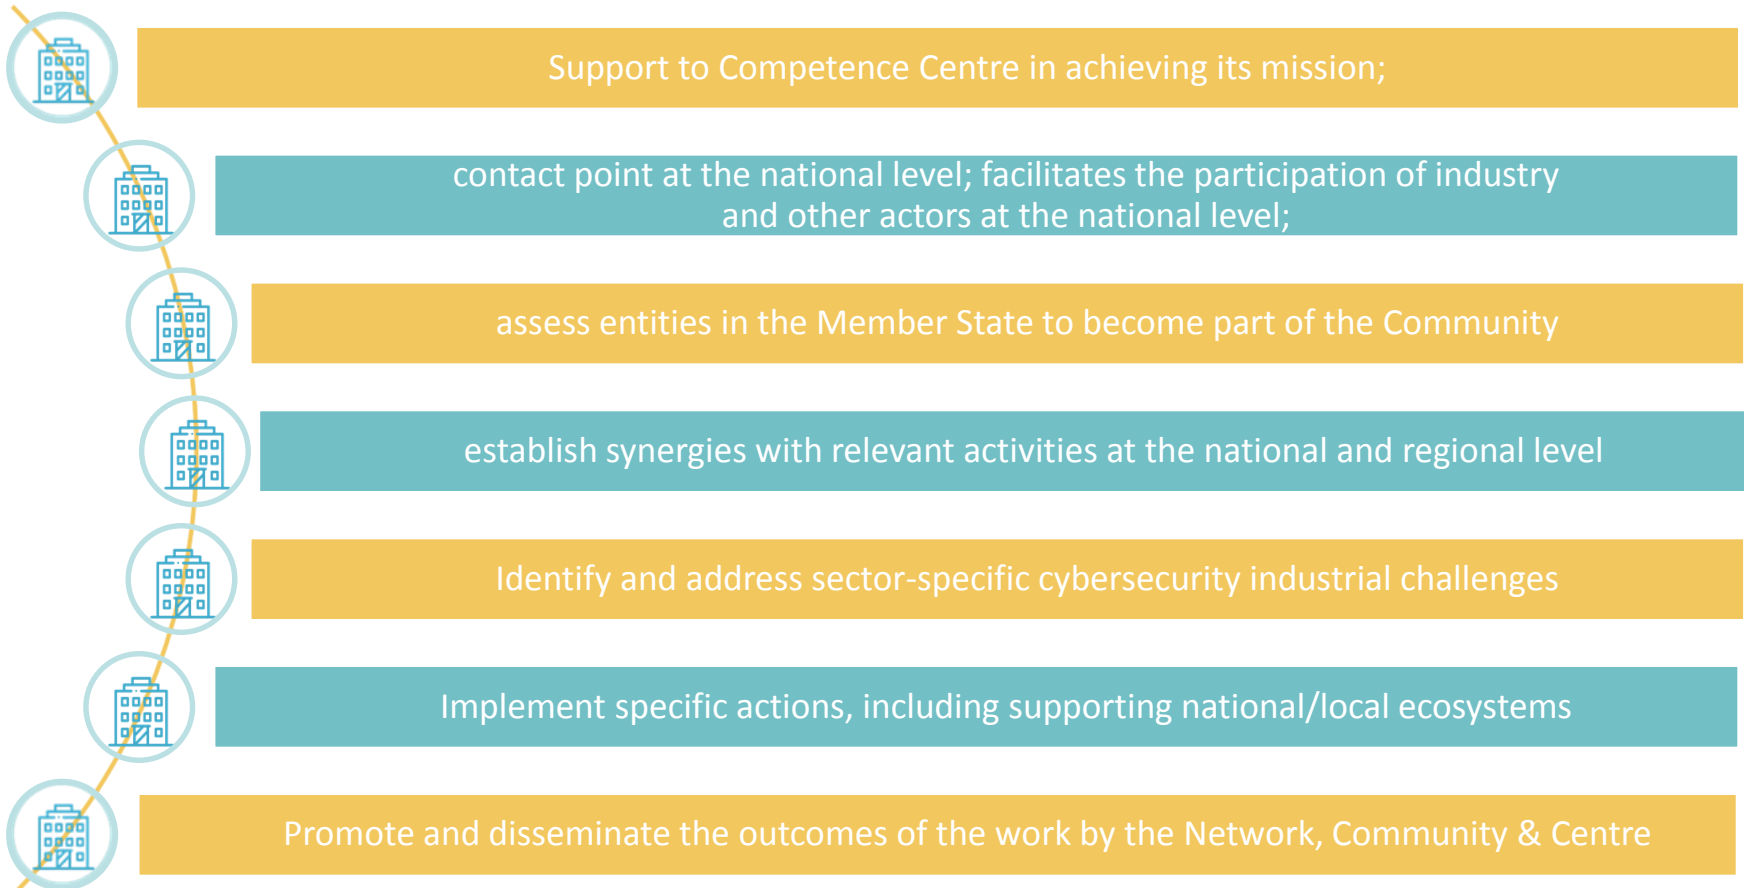 Support to Competence Centre in achieving its mission;
contact point at the national level; facilitates the participation of industry
and other actors at the national level;
assess entities in the Member State to become part of the Community
establish synergies with relevant activities at the national and regional level
Identify and address sector-specific cybersecurity industrial challenges
Implement specific actions, including supporting national/local ecosystems
Promote and disseminate the outcomes of the work by the Network, Community & Centre